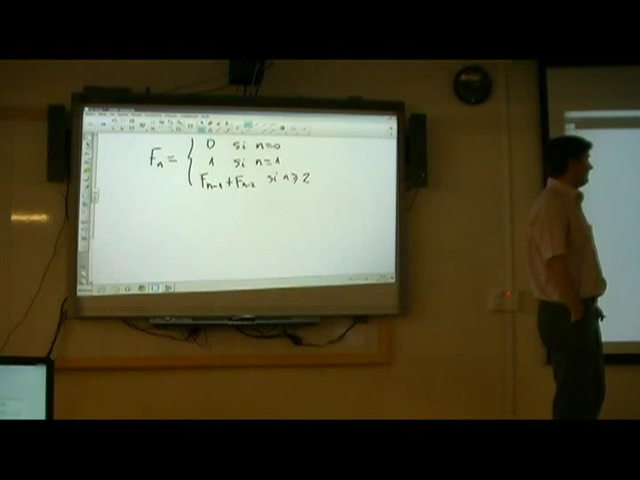 0 si n=0
Fn= { 1 si n=1
Fn-1+Fn-2 si n≥2